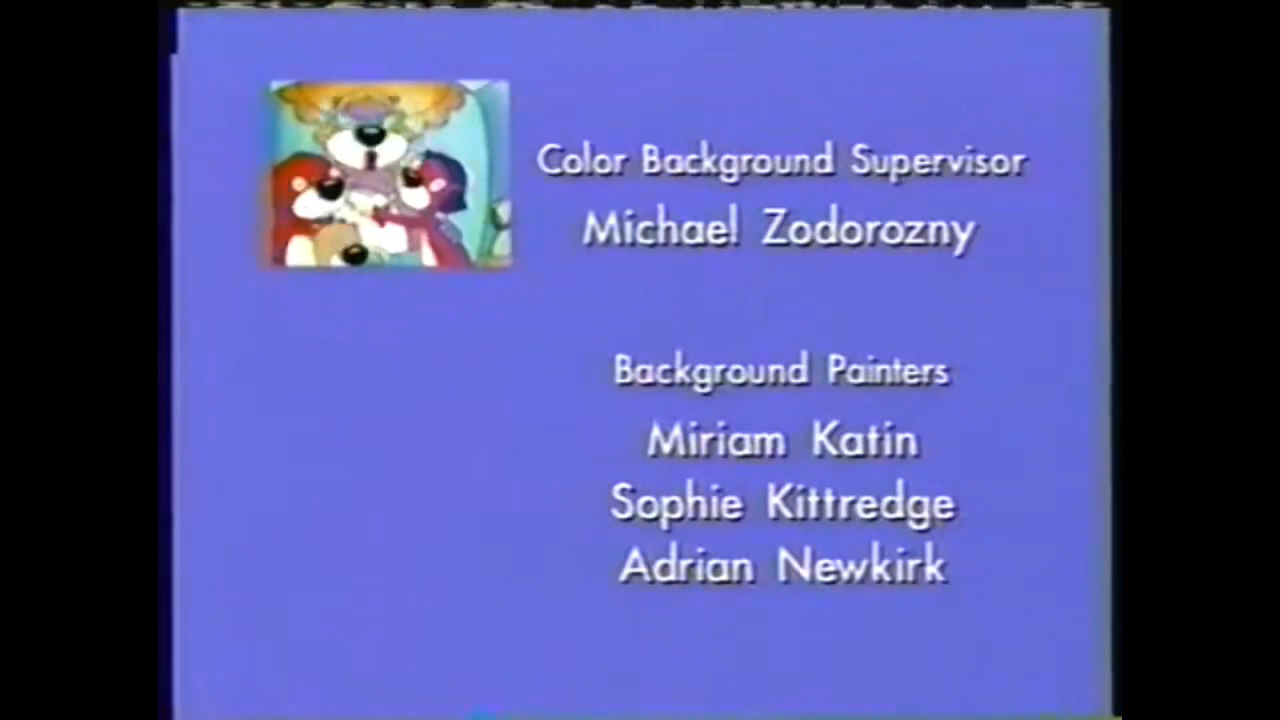 Color Background Supervisor
Michael Zodorozny
Background Painters
Miriam Katin
Sophie Kittredge
Adrian Newkirk